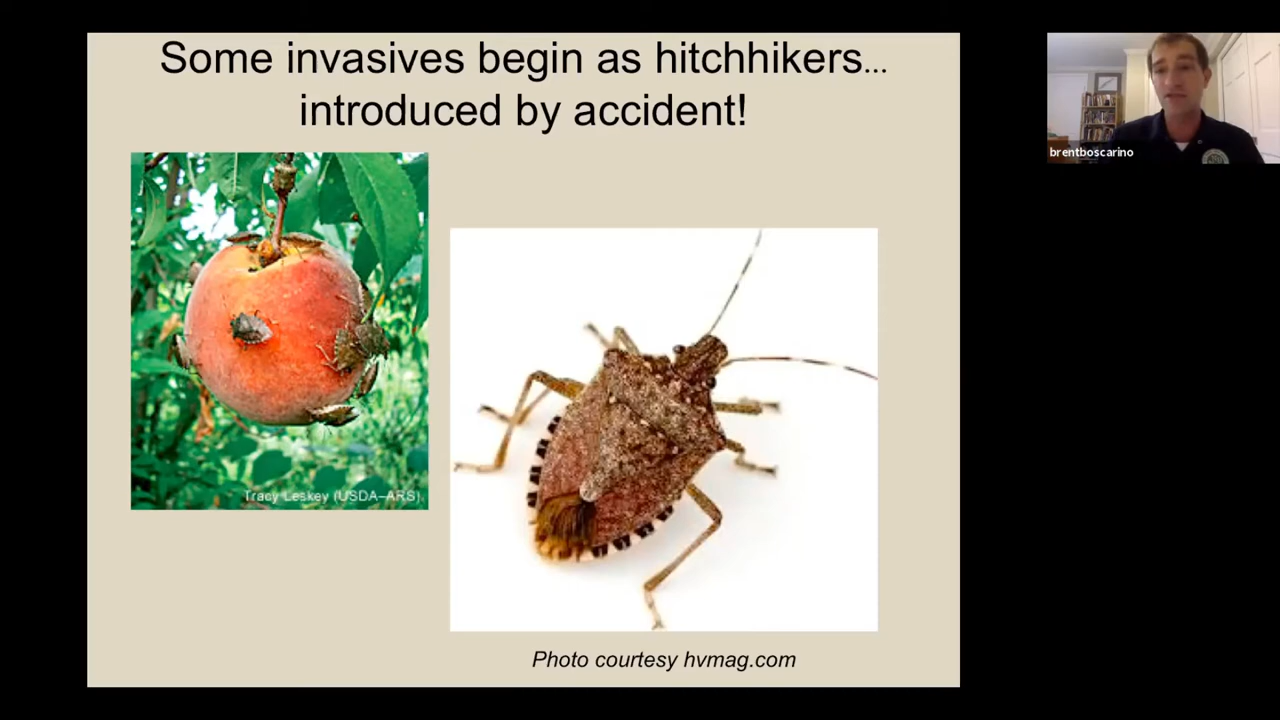 Some invasives begin as hitchhikers...
introduced by accident!
brentboscarino
Tracy Leskey (USDA–ARS)
Photo courtesy hvmag.com